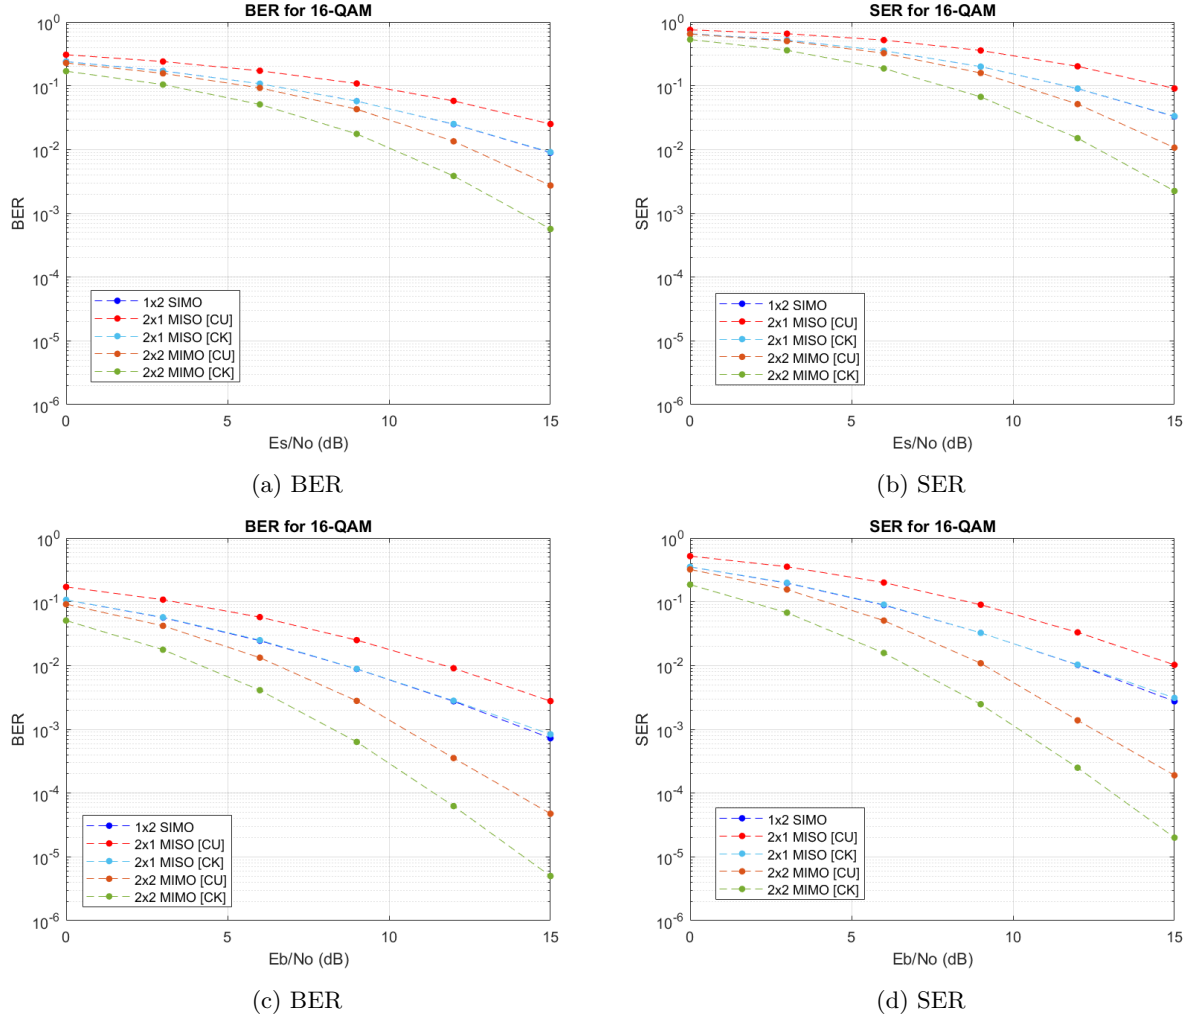 BER for 16-QAM
10^0
10^-1
10^-2
10^-3
10^-4
10^-5
10^-6
BER
1x2 SIMO
2x1 MISO [CU]
2x1 MISO [CK]
2x2 MIMO [CU]
2x2 MIMO [CK]
0 5 10 15
Es/No (dB)
(a) BER
SER for 16-QAM
10^0
10^-1
10^-2
10^-3
10^-4
10^-5
10^-6
SER
1x2 SIMO
2x1 MISO [CU]
2x1 MISO [CK]
2x2 MIMO [CU]
2x2 MIMO [CK]
0 5 10 15
Es/No (dB)
(b) SER
BER for 16-QAM
10^0
10^-1
10^-2
10^-3
10^-4
10^-5
10^-6
BER
1x2 SIMO
2x1 MISO [CU]
2x1 MISO [CK]
2x2 MIMO [CU]
2x2 MIMO [CK]
0 5 10 15
Eb/No (dB)
(c) BER
SER for 16-QAM
10^0
10^-1
10^-2
10^-3
10^-4
10^-5
10^-6
SER
1x2 SIMO
2x1 MISO [CU]
2x1 MISO [CK]
2x2 MIMO [CU]
2x2 MIMO [CK]
0 5 10 15
Eb/No (dB)
(d) SER